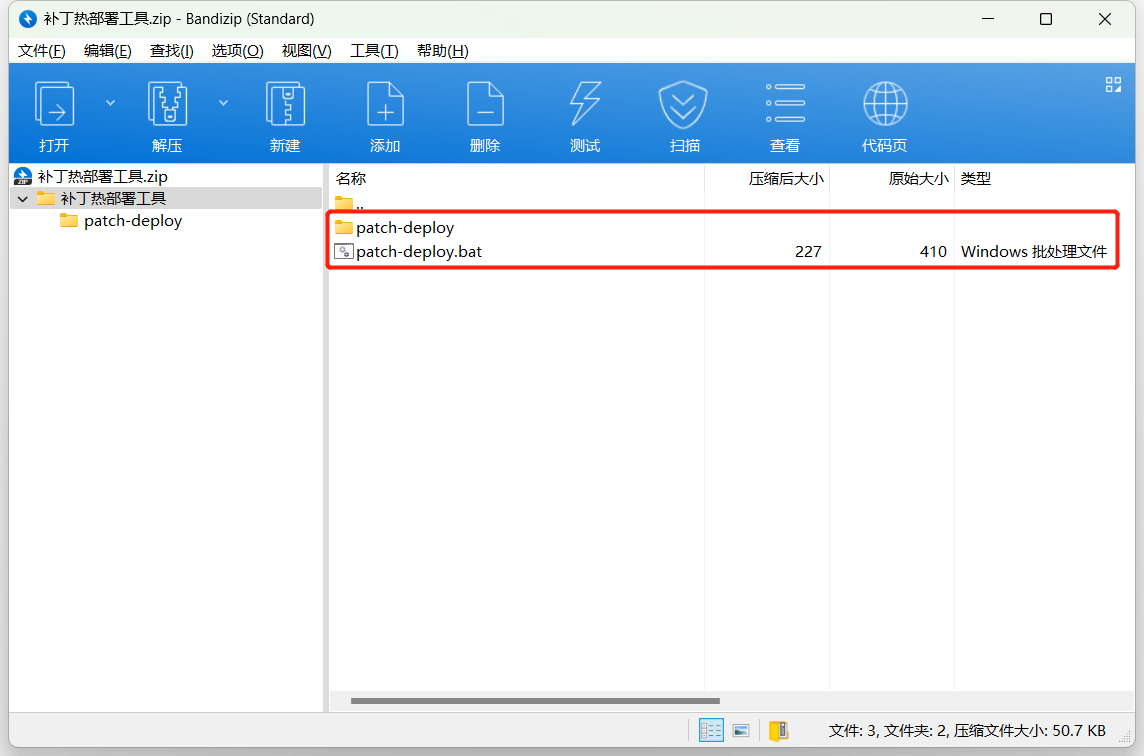 补丁热部署工具.zip - Bandizip (Standard)
文件(F) 编辑(E) 查找(I) 选项(O) 视图(V) 工具(T) 帮助(H)
打开 解压 新建 添加 删除 测试 扫描 查看 代码页
补丁热部署工具.zip
补丁热部署工具
patch-deploy
名称 压缩后大小 原始大小 类型
..
patch-deploy
patch-deploy.bat 227 410 Windows 批处理文件
文件: 3, 文件夹: 2, 压缩文件大小: 50.7 KB